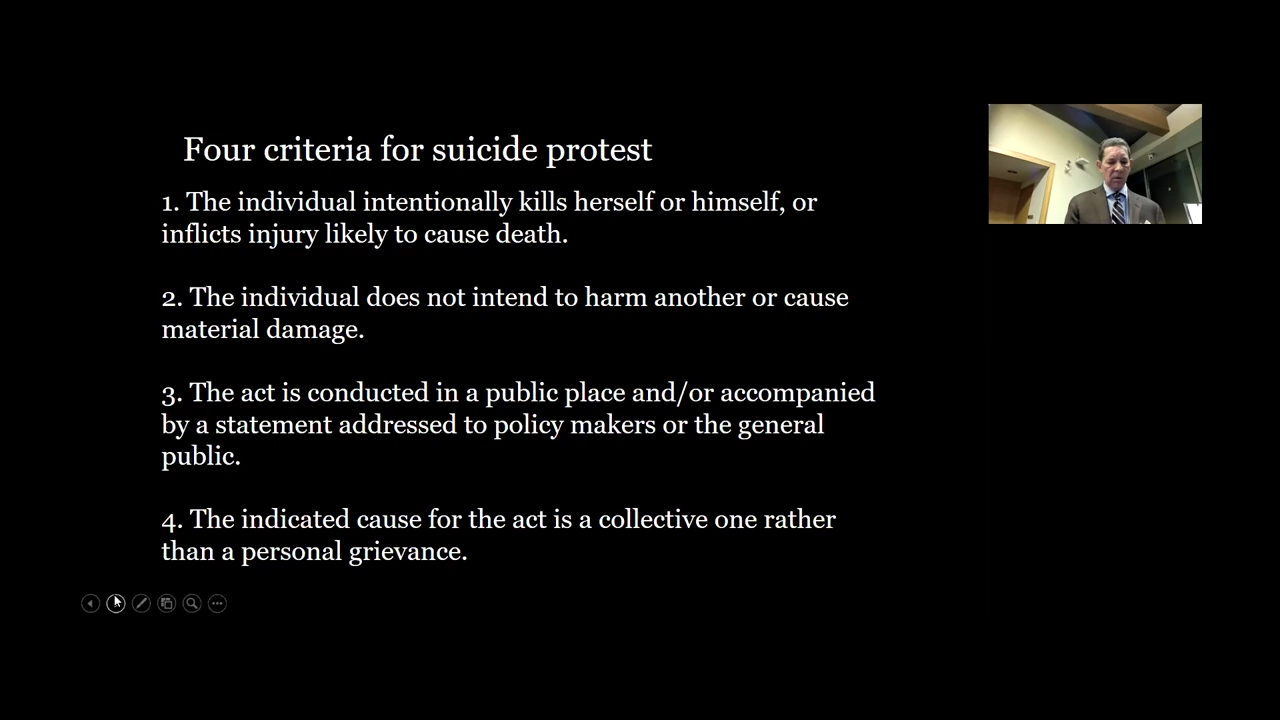 Four criteria for suicide protest
1. The individual intentionally kills herself or himself, or
inflicts injury likely to cause death.
2. The individual does not intend to harm another or cause
material damage.
3. The act is conducted in a public place and/or accompanied
by a statement addressed to policy makers or the general
public.
4. The indicated cause for the act is a collective one rather
than a personal grievance.